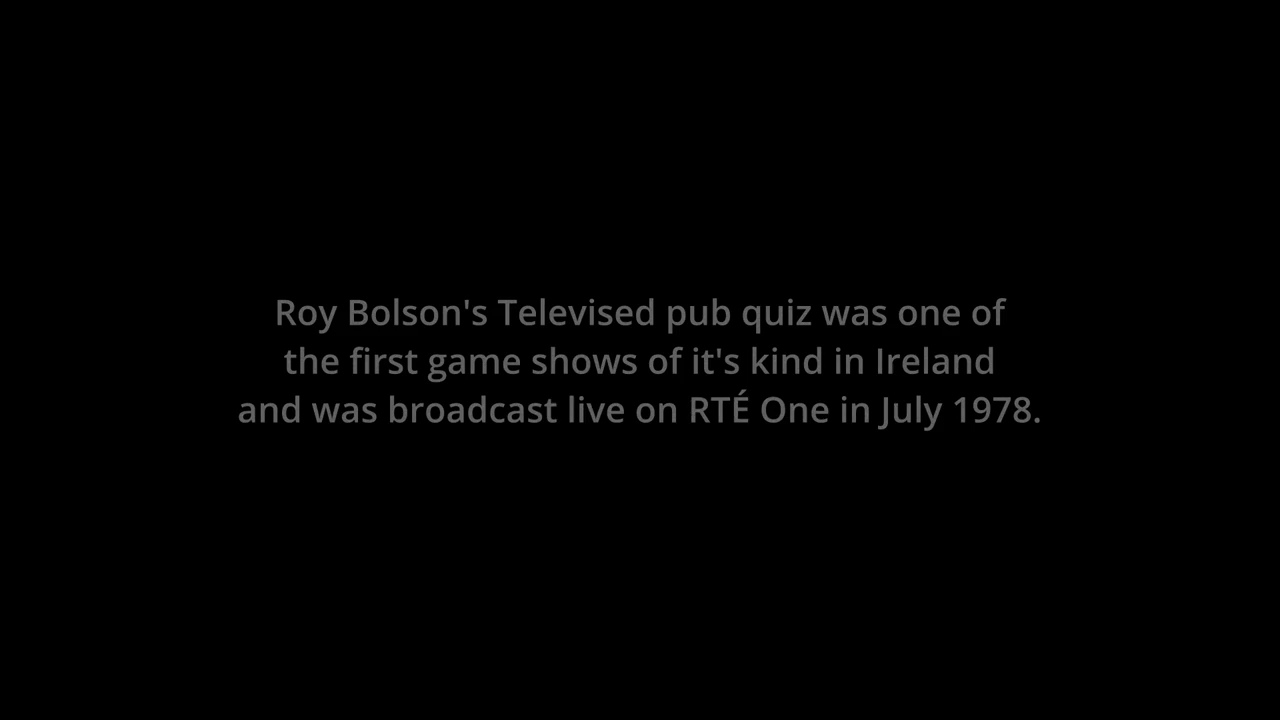 Roy Bolson's Televised pub quiz was one of
the first game shows of it's kind in Ireland
and was broadcast live on RTÉ One in July 1978.